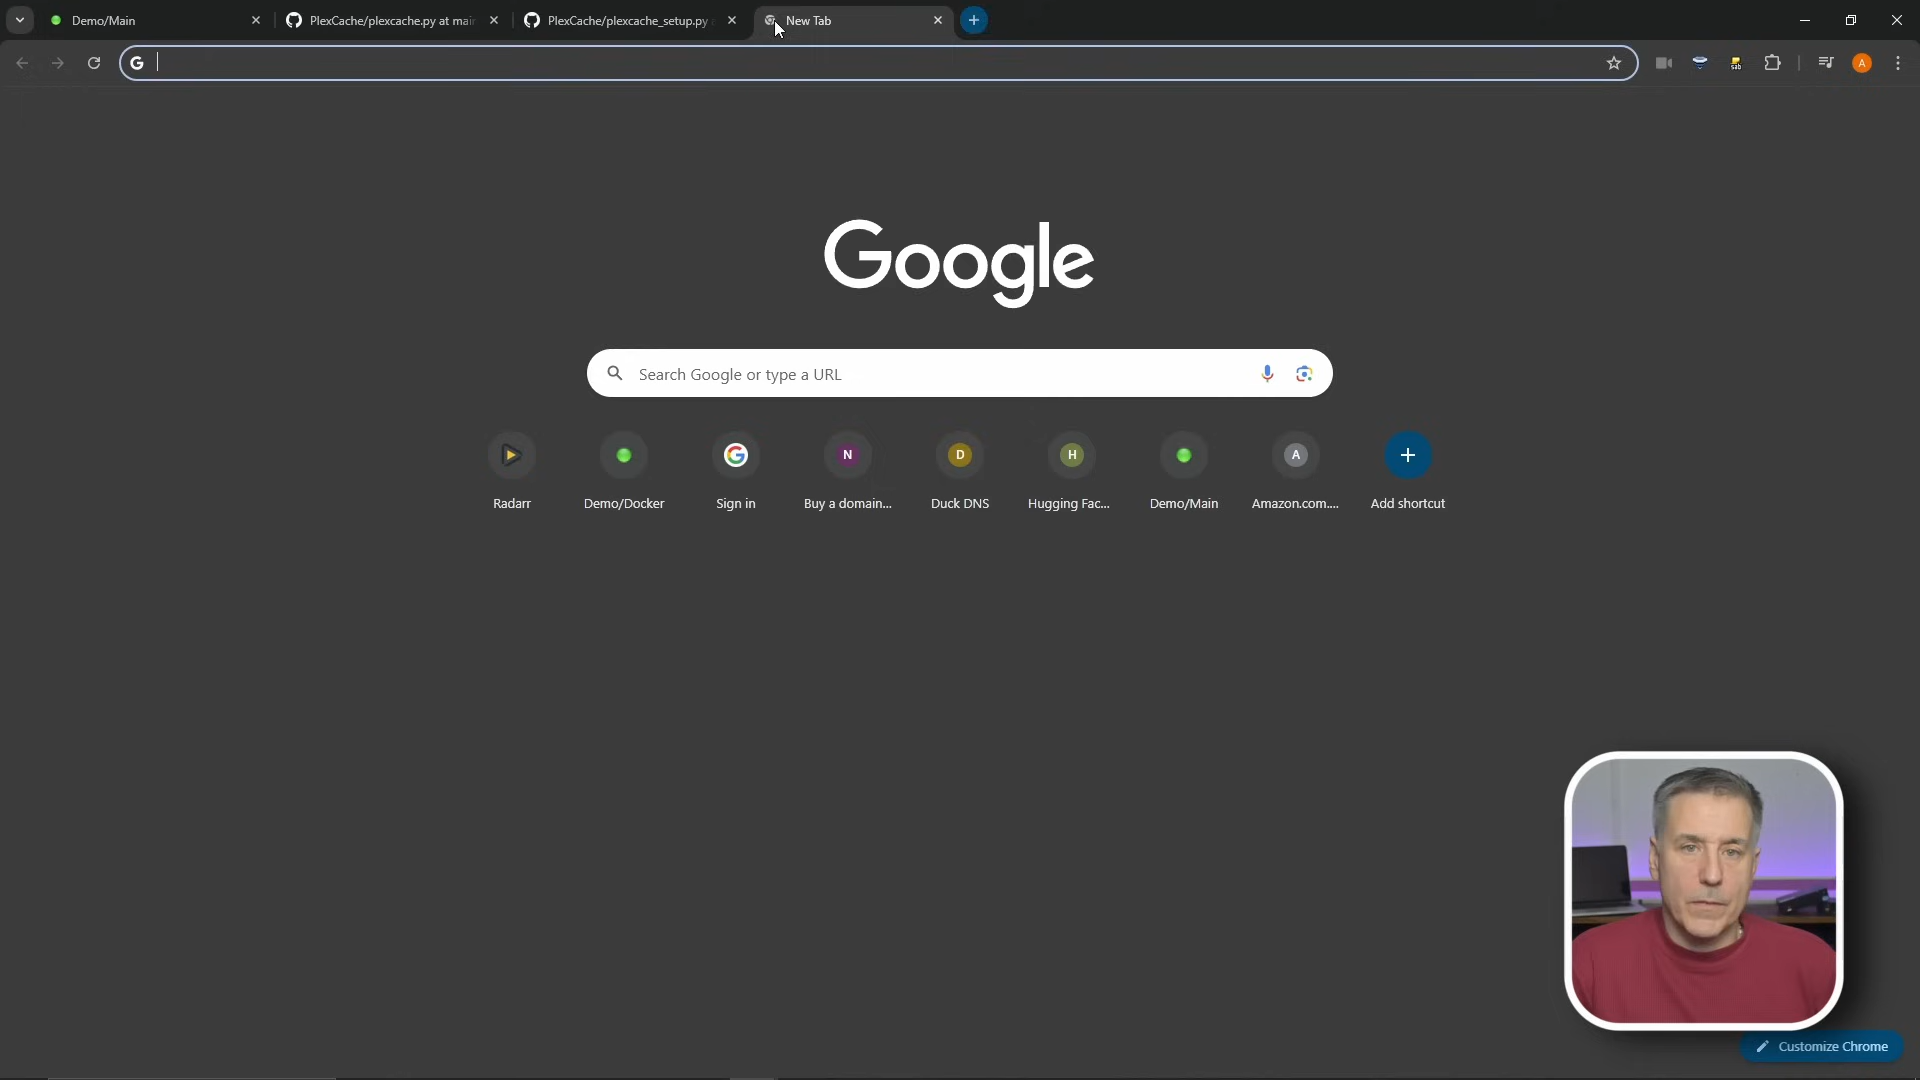 Demo/Main
PlexCache/plexcache.py at mai
PlexCache/plexcache_setup.py
New Tab
G
sab
A
Google
Search Google or type a URL
N
D
H
A
Radarr
Demo/Docker
Sign in
Buy a domain...
Duck DNS
Hugging Fac...
Demo/Main
Amazon.com....
Add shortcut
Customize Chrome